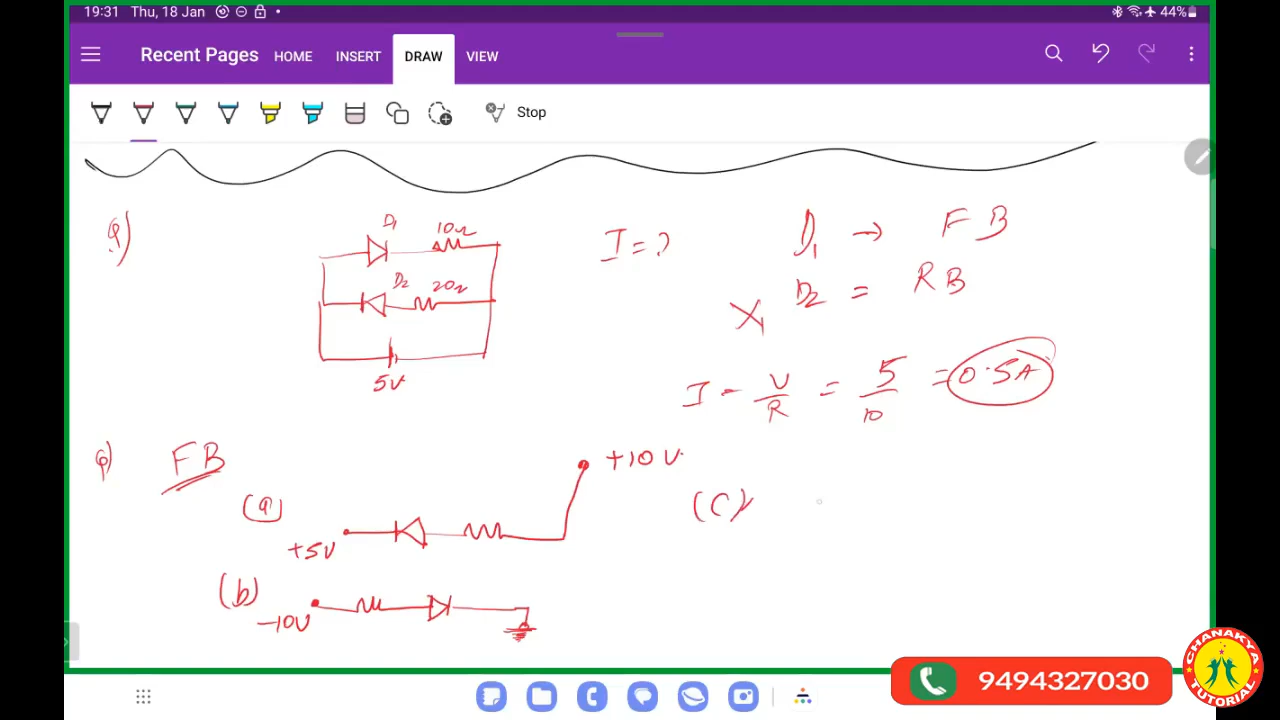 19:31 Thu, 18 Jan
44%
Recent Pages HOME INSERT DRAW VIEW
Stop
Q)
D1
10Ω
D2
20Ω
5V
I = ?
D1 → FB
X D2 = RB
I - V/R = 5/10 = 0.5A
Q) FB
(a)
+5V
+10V
(b)
-10V
(C)
9494327030
CHANAKYA
TUTORIAL